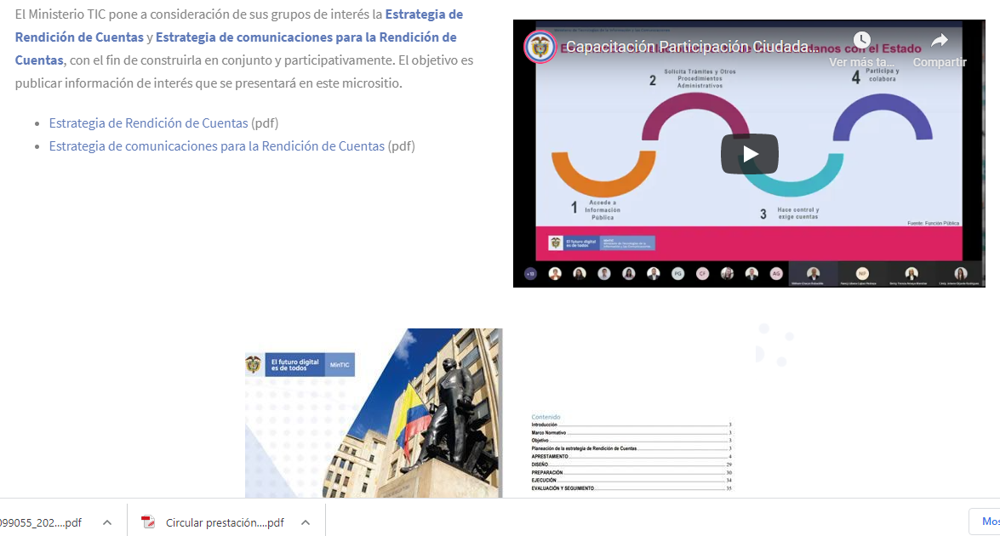 El Ministerio TIC pone a consideración de sus grupos de interés la Estrategia de
Rendición de Cuentas y Estrategia de comunicaciones para la Rendición de
Cuentas, con el fin de construirla en conjunto y participativamente. El objetivo es
publicar información de interés que se presentará en este micrositio.
Estrategia de Rendición de Cuentas (pdf)
Estrategia de comunicaciones para la Rendición de Cuentas (pdf)
Capacitación Participación Ciudada...
danos con el Estado
Ver más ta...
Compartir
2 Solicita Trámites y Otros
Procedimientos
Administrativos
4 Participa y
colabora
1 Accede a
Información
Pública
3 Hace control y
exige cuentas
Fuente: Función Pública
El futuro digital
es de todos
+13
PG
CF
AG
NP
El futuro digital
es de todos
MinTIC
Contenido
Introducción 3
Marco Normativo 3
Objetivo 3
Planeación de la estrategia de Rendición de Cuentas 3
APRESTAMIENTO 4
DISEÑO 29
PREPARACIÓN 30
EJECUCIÓN 34
EVALUACIÓN Y SEGUIMIENTO 35
099055_202....pdf
Circular prestación....pdf
Mos